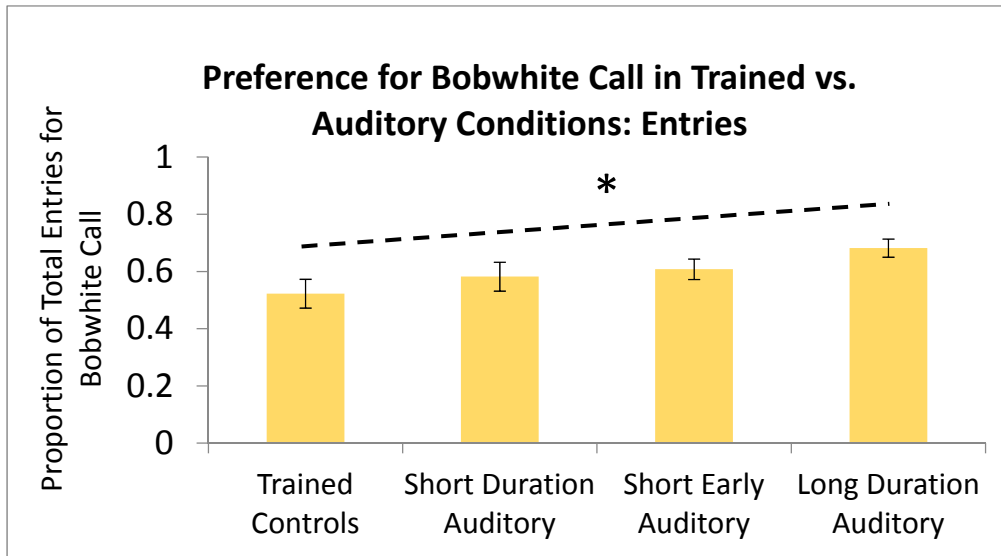 Preference for Bobwhite Call in Trained vs.
Auditory Conditions: Entries
Proportion of Total Entries for
Bobwhite Call
1
*
0.8
0.6
0.4
0.2
0
Trained
Controls
Short Duration
Auditory
Short Early
Auditory
Long Duration
Auditory